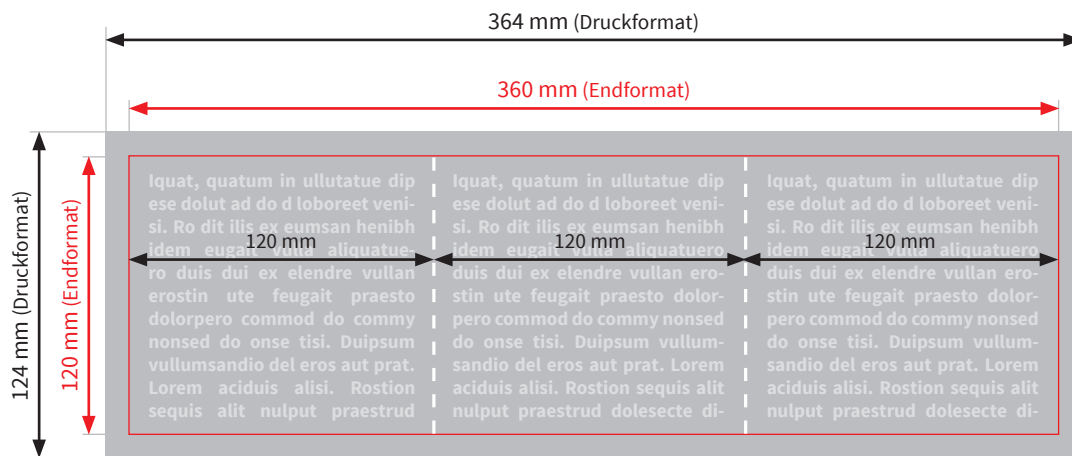 364 mm (Druckformat)
360 mm (Endformat)
124 mm (Druckformat)
120 mm (Endformat)
Iquat, quatum in ullutatue dip
ese dolut ad do d loboreet veni-
si. Ro dit ilis ex eumsan henibh
idem eugait vulla aliquatue-
ro duis dui ex elendre vullan
erostin ute feugait praesto
dolorpero commod do commy
nonsed do onse tisi. Duipsum
vullumsandio del eros aut prat.
Lorem aciduis alisi. Rostion
sequis alit nulput praestrud
120 mm
Iquat, quatum in ullutatue dip
ese dolut ad do d loboreet veni-
si. Ro dit ilis ex eumsan henibh
idem eugait vulla aliquatuero
duis dui ex elendre vullan ero-
stin ute feugait praesto dolor-
pero commod do commy nonsed
do onse tisi. Duipsum vullum-
sandio del eros aut prat. Lorem
aciduis alisi. Rostion sequis alit
nulput praestrud dolesecte di-
120 mm
Iquat, quatum in ullutatue dip
ese dolut ad do d loboreet veni-
si. Ro dit ilis ex eumsan henibh
idem eugait vulla aliquatuero
duis dui ex elendre vullan ero-
stin ute feugait praesto dolor-
pero commod do commy nonsed
do onse tisi. Duipsum vullum-
sandio del eros aut prat. Lorem
aciduis alisi. Rostion sequis alit
nulput praestrud dolesecte di-
120 mm